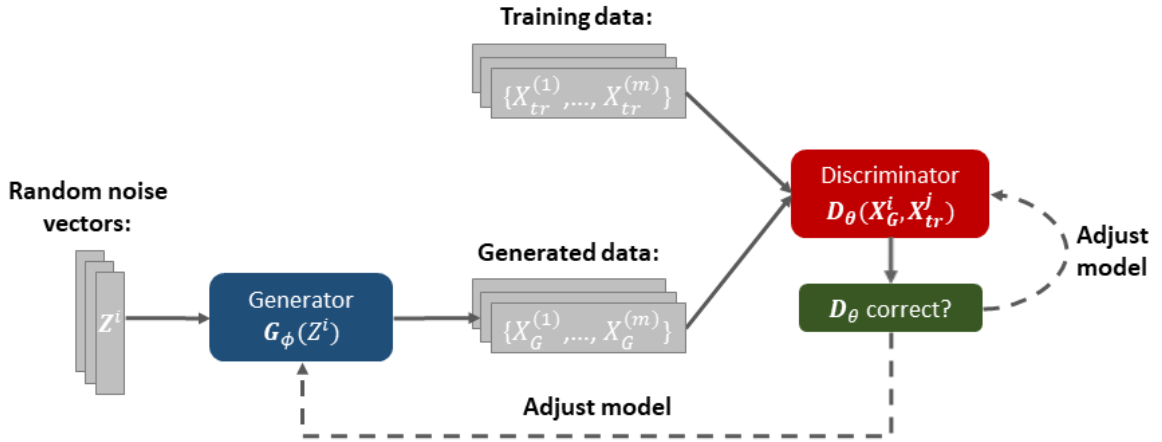 Training data:
{X_tr^(1),..., X_tr^(m)}
Random noise
vectors:
Z^i
Generator
G_ϕ(Z^i)
Generated data:
{X_G^(1),..., X_G^(m)}
Discriminator
D_θ(X_G^i, X_tr^j)
D_θ correct?
Adjust
model
Adjust model